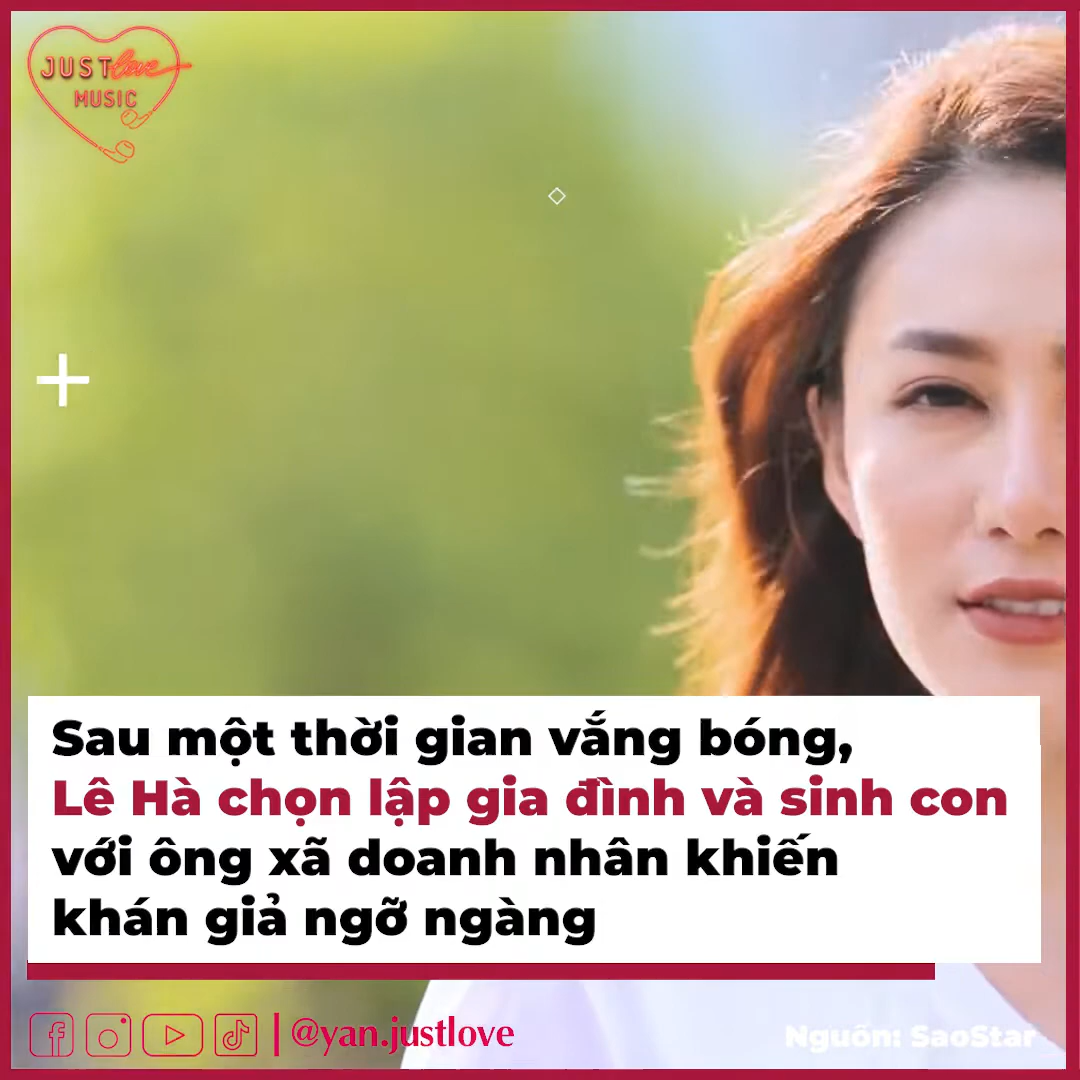 JUST love
MUSIC
Sau một thời gian vắng bóng,
Lê Hà chọn lập gia đình và sinh con
với ông xã doanh nhân khiến
khán giả ngỡ ngàng
@yan.justlove
Nguồn: SaoStar